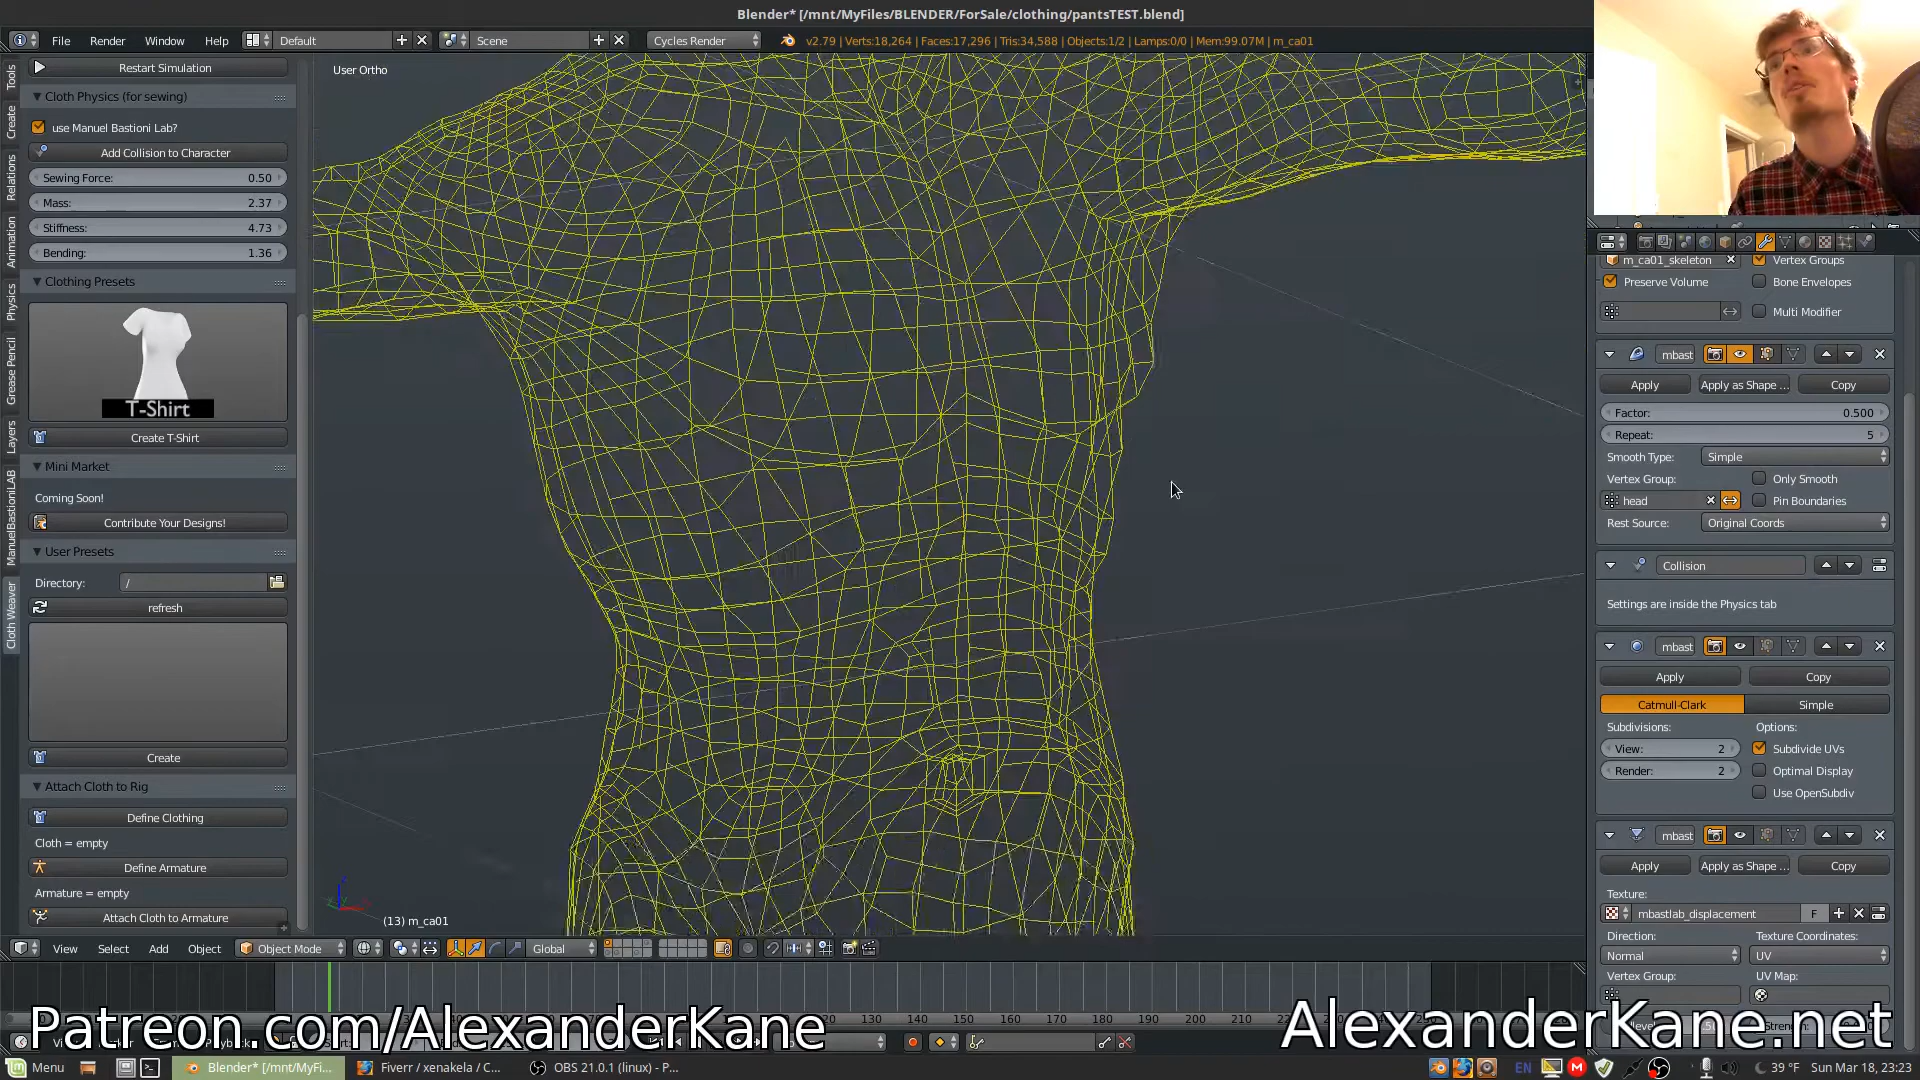 Blender* [/mnt/MyFiles/BLENDER/ForSale/clothing/pantsTEST.blend]
File Render Window Help Default Scene Cycles Render v2.79 | Verts:18,264 | Faces:17,296 | Tris:34,588 | Objects:1/2 | Lamps:0/0 | Mem:99.07M | m_ca01
Restart Simulation
Cloth Physics (for sewing)
use Manuel Bastioni Lab?
Add Collision to Character
Sewing Force: 0.50
Mass: 2.37
Stiffness: 4.73
Bending: 1.36
Clothing Presets
T-Shirt
Create T-Shirt
Mini Market
Coming Soon!
Contribute Your Designs!
User Presets
Directory: /
refresh
Create
Attach Cloth to Rig
Define Clothing
Cloth = empty
Define Armature
Armature = empty
Attach Cloth to Armature
Tools
Create
Relations
Animation
Physics
Grease Pencil
Layers
ManuelBastioniLAB
Cloth Weaver
User Ortho
(13) m_ca01
View Select Add Object Object Mode Global
m_ca01_skeleton Vertex Groups
Preserve Volume Bone Envelopes
Multi Modifier
mbast
Apply Apply as Shape ... Copy
Factor: 0.500
Repeat: 5
Smooth Type: Simple
Vertex Group: Only Smooth
head Pin Boundaries
Rest Source: Original Coords
Collision
Settings are inside the Physics tab
mbast
Apply Copy
Catmull-Clark Simple
Subdivisions: Options:
View: 2 Subdivide UVs
Render: 2 Optimal Display
Use OpenSubdiv
mbast
Apply Apply as Shape ... Copy
Texture:
mbastlab_displacement F
Direction: Texture Coordinates:
Normal UV
Vertex Group: UV Map:
Strength:
130 140 150 160 170 180 190 200 210 220 230
Patreon.com/AlexanderKane
AlexanderKane.net
Menu Blender* [/mnt/MyFi... Fiverr / xenakela / C... OBS 21.0.1 (linux) - P... EN 39 °F Sun Mar 18, 23:23